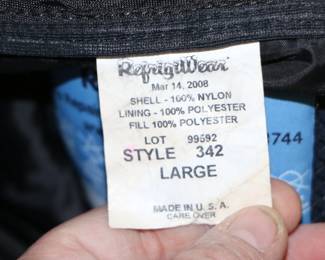 RefrigiWear
Mar 14, 2008
SHELL - 100% NYLON
LINING - 100% POLYESTER
FILL 100% POLYESTER
LOT 99592
STYLE 342
LARGE
MADE IN U.S.A.
CARE OVER
3744